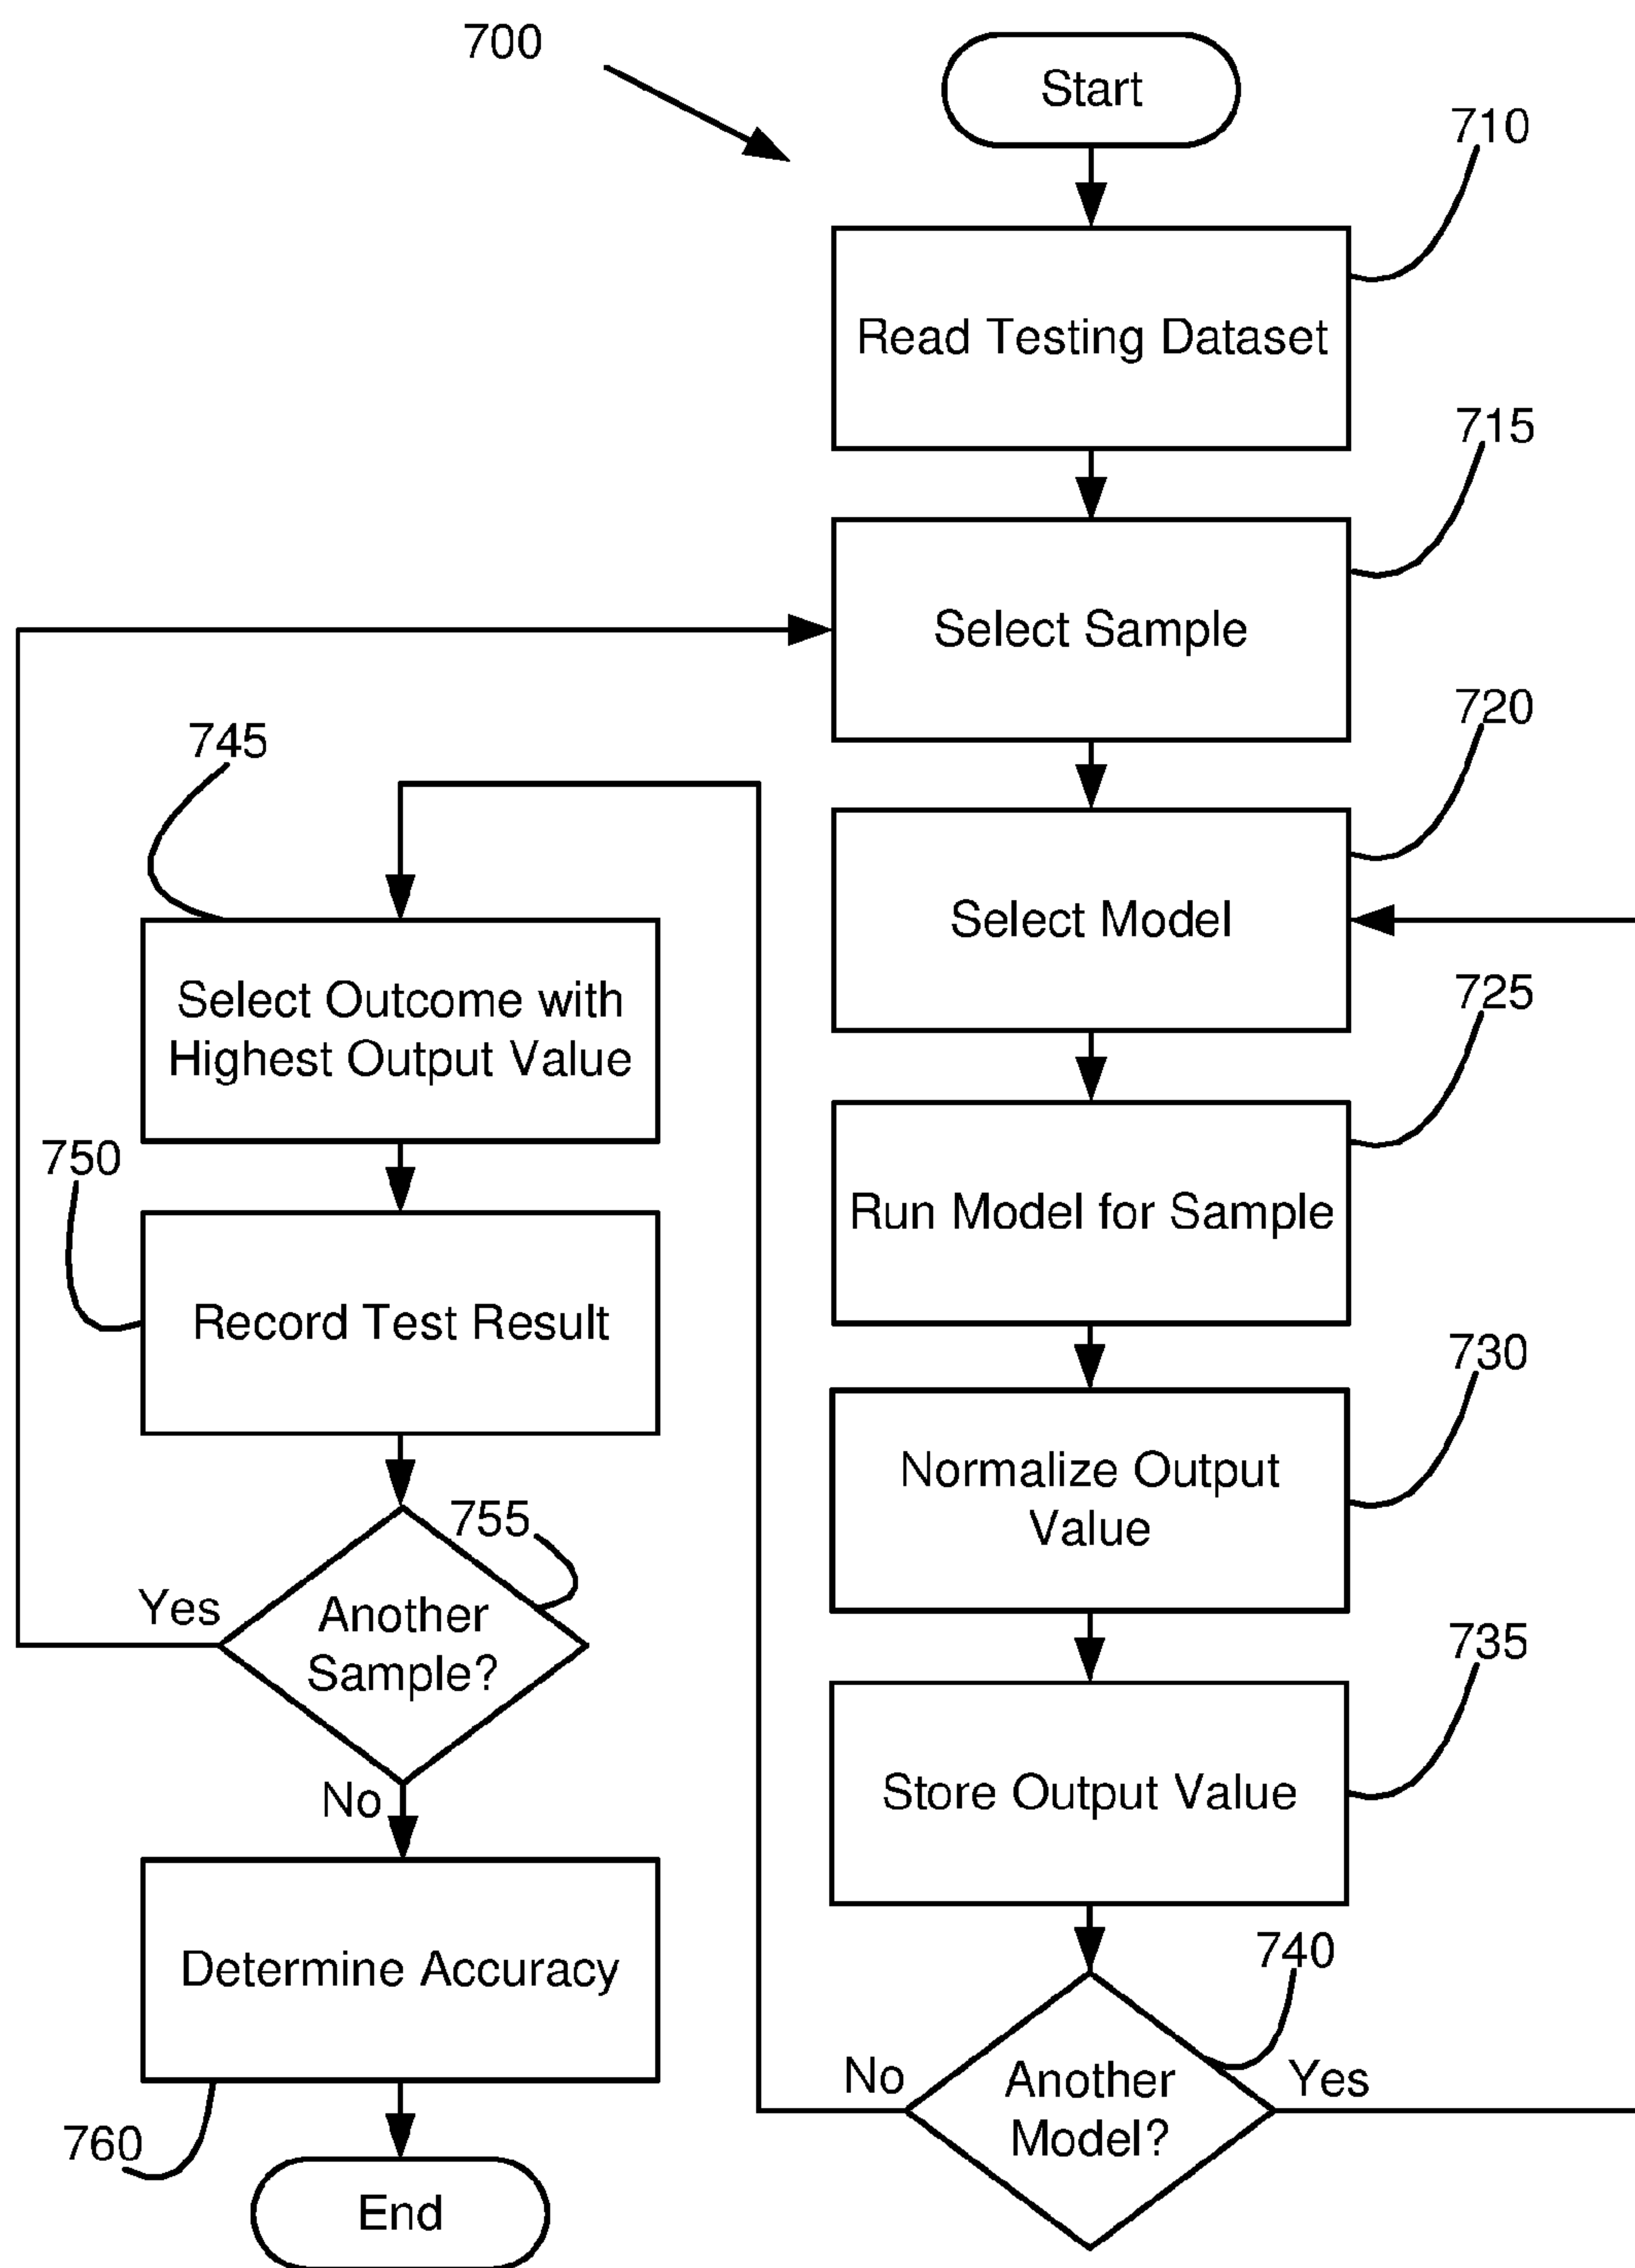 700
Start
710
Read Testing Dataset
715
Select Sample
720
Select Model
725
Run Model for Sample
730
Normalize Output
Value
735
Store Output Value
740
Another
Model?
No
Yes
745
Select Outcome with
Highest Output Value
750
Record Test Result
755
Another
Sample?
Yes
No
Determine Accuracy
760
End